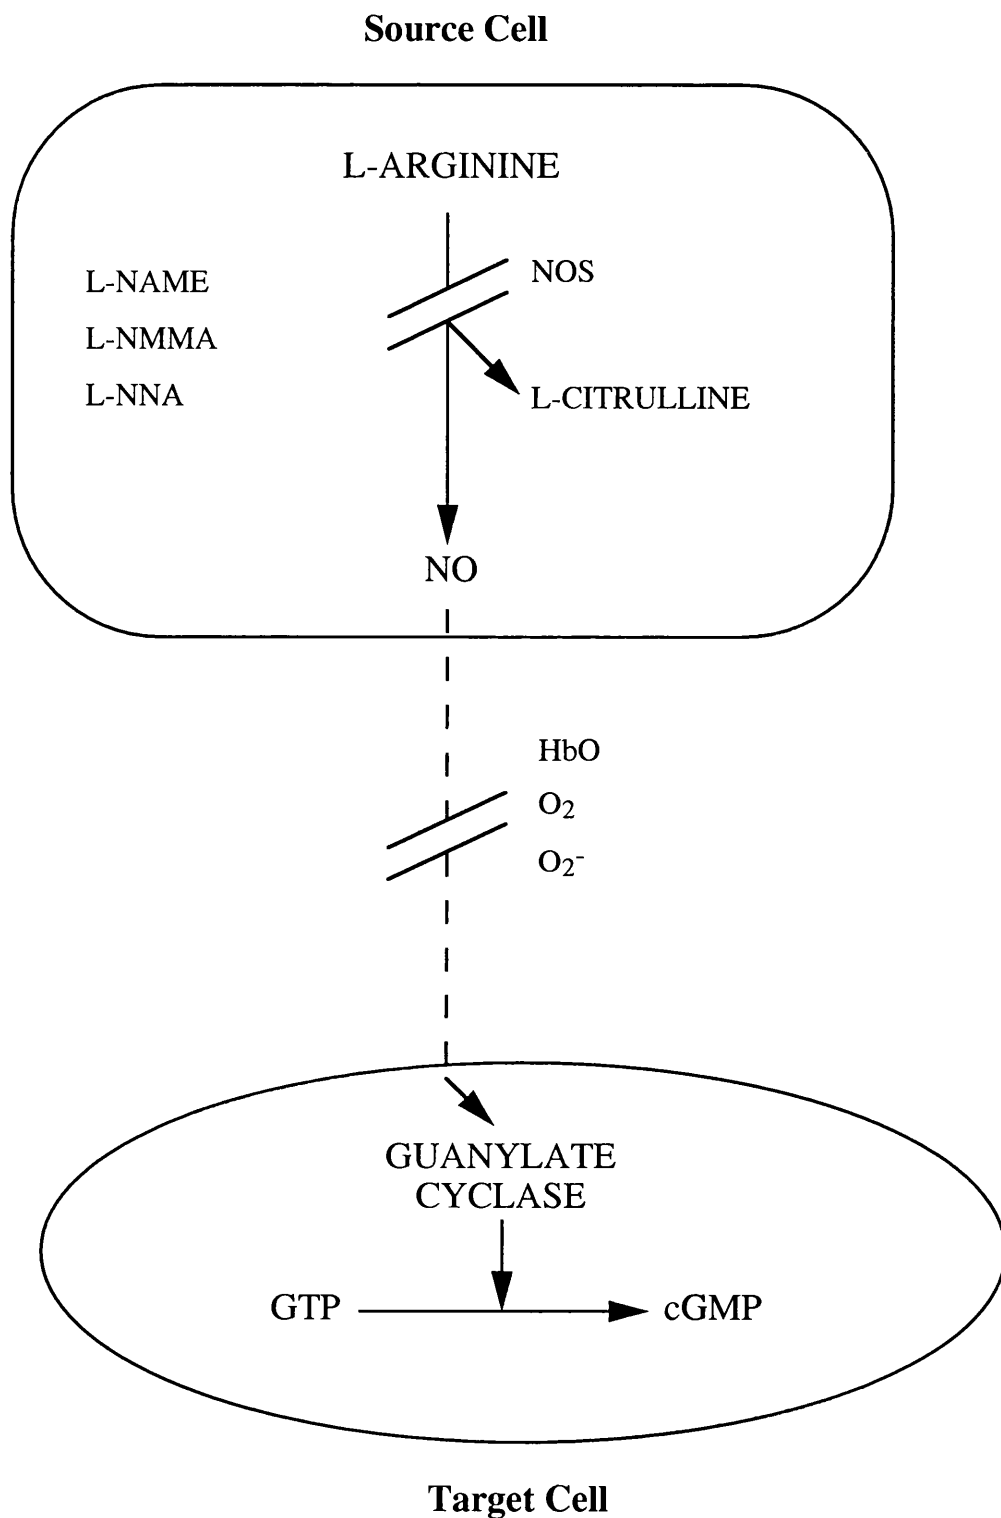 Source Cell
L-ARGININE
L-NAME
NOS
L-NMMA
L-NNA
L-CITRULLINE
NO
HbO
O₂
O₂⁻
GUANYLATE
CYCLASE
GTP
cGMP
Target Cell